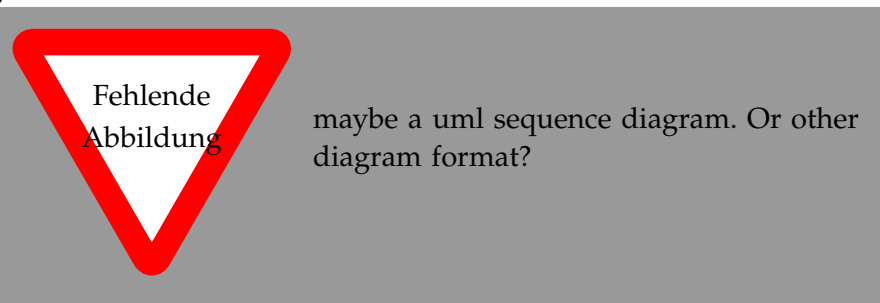 Fehlende
Abbildung
maybe a uml sequence diagram. Or other
diagram format?